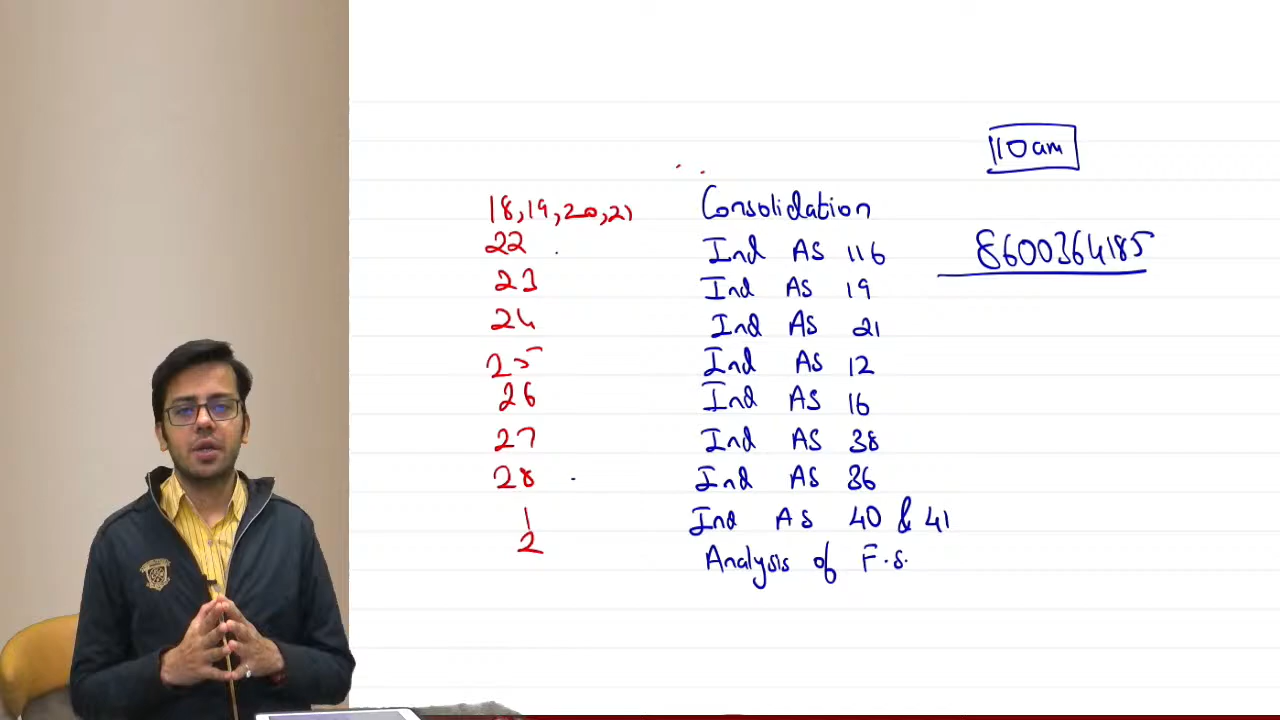 10am
18,19,20,21 Consolidation
22 Ind AS 116 8600364185
23 Ind AS 19
24 Ind AS 21
25 Ind AS 12
26 Ind AS 16
27 Ind AS 38
28 Ind AS 36
1 Ind AS 40 & 41
2 Analysis of F.S.